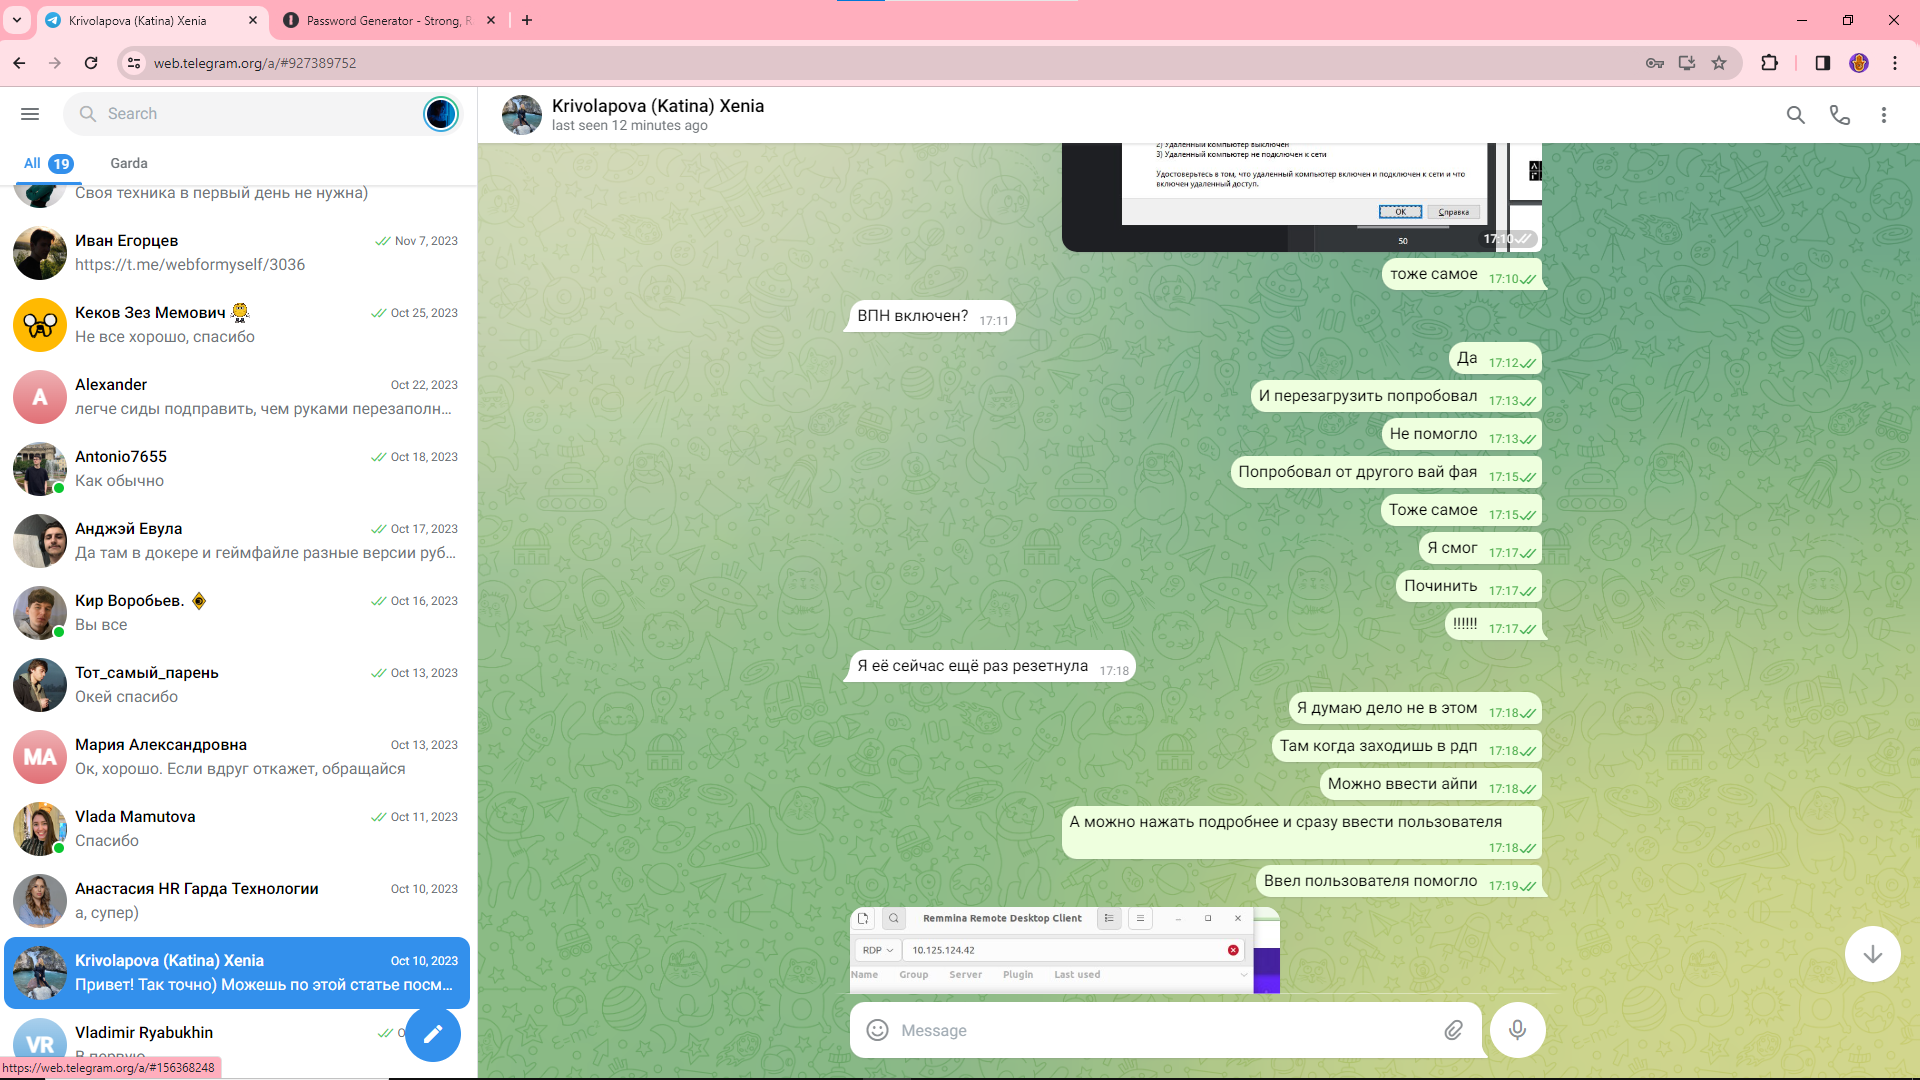 Krivolapova (Katina) Xenia
Password Generator - Strong, R
web.telegram.org/a/#927389752
Search
All 19
Garda
Своя техника в первый день не нужна)
Иван Егорцев
Nov 7, 2023
https://t.me/webformyself/3036
Кеков Зез Мемович
Oct 25, 2023
Не все хорошо, спасибо
A
Alexander
Oct 22, 2023
легче сиды подправить, чем руками перезаполн...
Antonio7655
Oct 18, 2023
Как обычно
Анджэй Евула
Oct 17, 2023
Да там в докере и геймфайле разные версии руб...
Кир Воробьев.
Oct 16, 2023
Вы все
Тот_самый_парень
Oct 13, 2023
Окей спасибо
МА
Мария Александровна
Oct 13, 2023
Ок, хорошо. Если вдруг откажет, обращайся
Vlada Mamutova
Oct 11, 2023
Спасибо
Анастасия HR Гарда Технологии
Oct 10, 2023
а, супер)
Krivolapova (Katina) Xenia
Oct 10, 2023
Привет! Так точно) Можешь по этой статье посм...
VR
Vladimir Ryabukhin
O
В первую
https://web.telegram.org/a/#156368248
Krivolapova (Katina) Xenia
last seen 12 minutes ago
2) Удаленный компьютер выключен
3) Удаленный компьютер не подключен к сети
Удостоверьтесь в том, что удаленный компьютер включен и подключен к сети и что
включен удаленный доступ.
OK
Справка
50
17:10
тоже самое 17:10
ВПН включен? 17:11
Да 17:12
И перезагрузить попробовал 17:13
Не помогло 17:13
Попробовал от другого вай фая 17:15
Тоже самое 17:15
Я смог 17:17
Починить 17:17
!!!!!! 17:17
Я её сейчас ещё раз резетнула 17:18
Я думаю дело не в этом 17:18
Там когда заходишь в рдп 17:18
Можно ввести айпи 17:18
А можно нажать подробнее и сразу ввести пользователя
17:18
Ввел пользователя помогло 17:19
Remmina Remote Desktop Client
RDP
10.125.124.42
Name Group Server Plugin Last used
Message